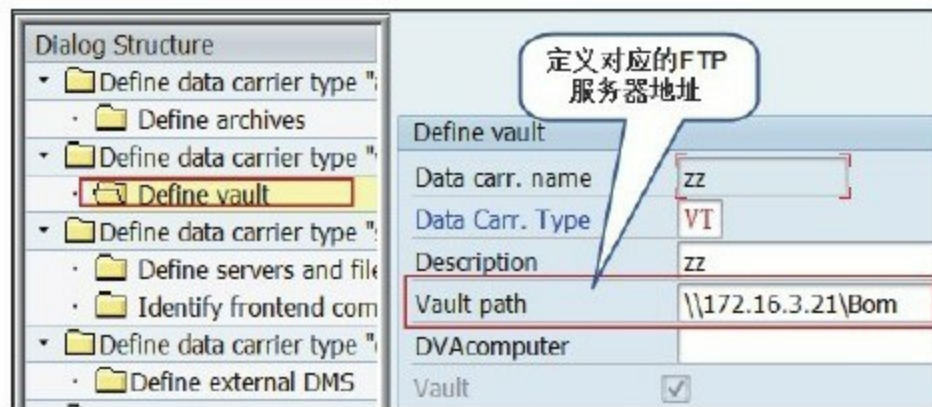 Dialog Structure
Define data carrier type "
Define archives
Define data carrier type "
Define vault
Define data carrier type "
Define servers and file
Identify frontend com
Define data carrier type "
Define external DMS
定义对应的FTP
服务器地址
Define vault
Data carr. name zz
Data Carr. Type VT
Description zz
Vault path \\172.16.3.21\Bom
DVAcomputer
Vault